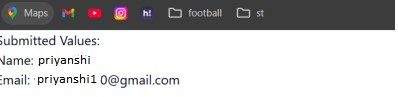 Maps h! football st
Submitted Values:
Name: priyanshi
Email: priyanshi1 0@gmail.com